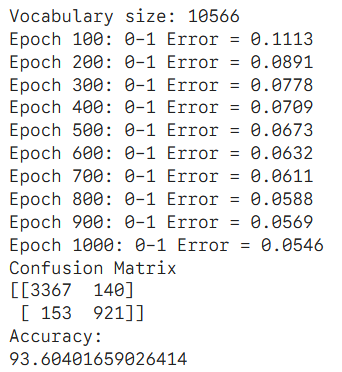 Vocabulary size: 10566
Epoch 100: 0-1 Error = 0.1113
Epoch 200: 0-1 Error = 0.0891
Epoch 300: 0-1 Error = 0.0778
Epoch 400: 0-1 Error = 0.0709
Epoch 500: 0-1 Error = 0.0673
Epoch 600: 0-1 Error = 0.0632
Epoch 700: 0-1 Error = 0.0611
Epoch 800: 0-1 Error = 0.0588
Epoch 900: 0-1 Error = 0.0569
Epoch 1000: 0-1 Error = 0.0546
Confusion Matrix
[[3367  140]
 [ 153  921]]
Accuracy:
93.60401659026414